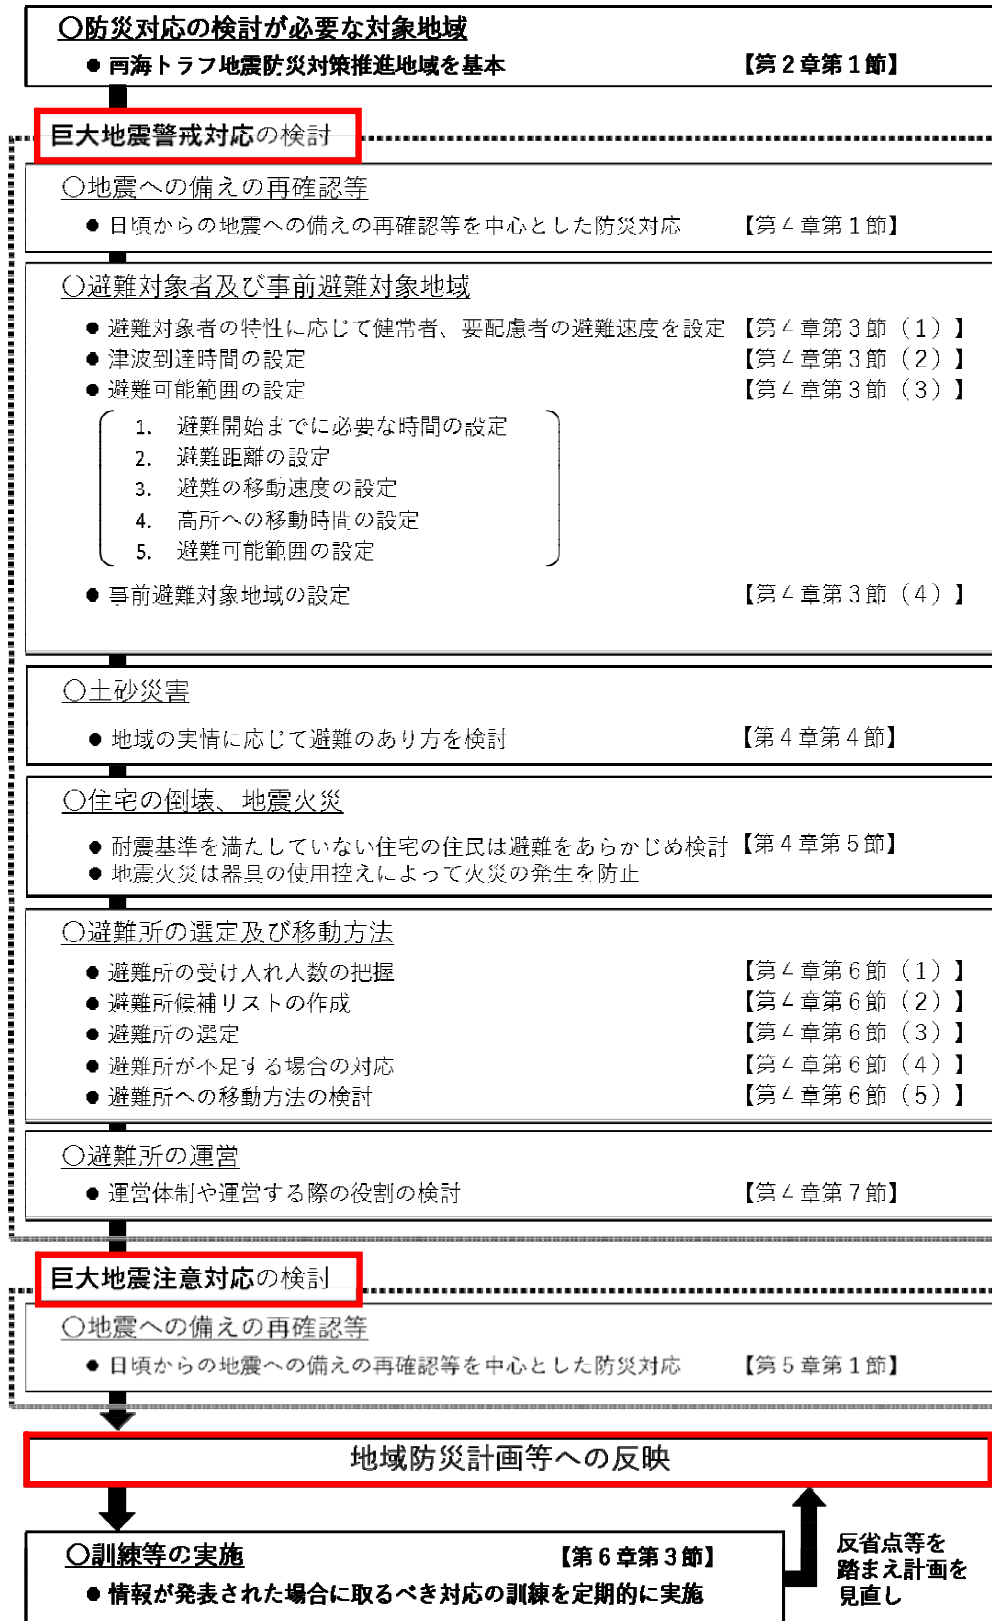 〇防災対応の検討が必要な対象地域
● 南海トラフ地震防災対策推進地域を基本 【第２章第１節】
巨大地震警戒対応の検討
〇地震への備えの再確認等
● 日頃からの地震への備えの再確認等を中心とした防災対応 【第４章第１節】
〇避難対象者及び事前避難対象地域
● 避難対象者の特性に応じて健常者、要配慮者の避難速度を設定 【第４章第３節（１）】
● 津波到達時間の設定 【第４章第３節（２）】
● 避難可能範囲の設定 【第４章第３節（３）】
1. 避難開始までに必要な時間の設定
2. 避難距離の設定
3. 避難の移動速度の設定
4. 高所への移動時間の設定
5. 避難可能範囲の設定
● 事前避難対象地域の設定 【第４章第３節（４）】
〇土砂災害
● 地域の実情に応じて避難のあり方を検討 【第４章第４節】
〇住宅の倒壊、地震火災
● 耐震基準を満たしていない住宅の住民は避難をあらかじめ検討 【第４章第５節】
● 地震火災は器具の使用控えによって火災の発生を防止
〇避難所の選定及び移動方法
● 避難所の受け入れ人数の把握 【第４章第６節（１）】
● 避難所候補リストの作成 【第４章第６節（２）】
● 避難所の選定 【第４章第６節（３）】
● 避難所が不足する場合の対応 【第４章第６節（４）】
● 避難所への移動方法の検討 【第４章第６節（５）】
〇避難所の運営
● 運営体制や運営する際の役割の検討 【第４章第７節】
巨大地震注意対応の検討
〇地震への備えの再確認等
● 日頃からの地震への備えの再確認等を中心とした防災対応 【第５章第１節】
地域防災計画等への反映
〇訓練等の実施 【第６章第３節】
● 情報が発表された場合に取るべき対応の訓練を定期的に実施
反省点等を
踏まえ計画を
見直し